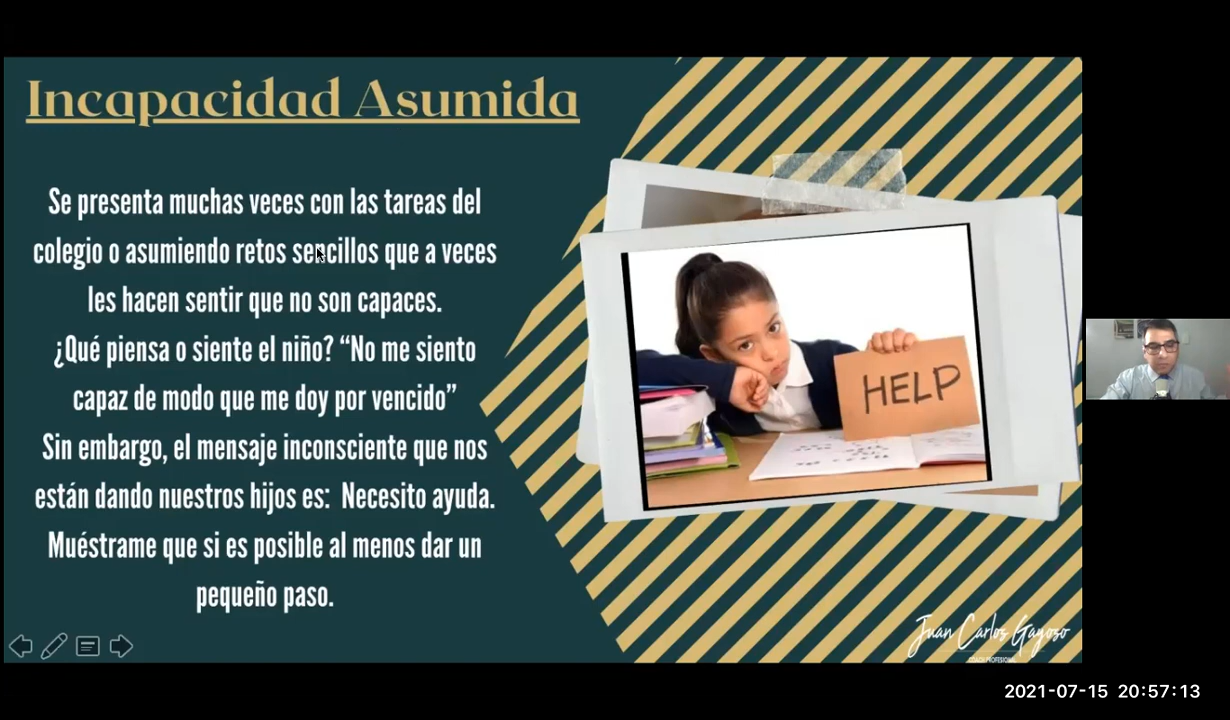 Incapacidad Asumida
Se presenta muchas veces con las tareas del
colegio o asumiendo retos sencillos que a veces
les hacen sentir que no son capaces.
¿Qué piensa o siente el niño? “No me siento
capaz de modo que me doy por vencido”
Sin embargo, el mensaje inconsciente que nos
están dando nuestros hijos es: Necesito ayuda.
Muéstrame que si es posible al menos dar un
pequeño paso.
HELP
Juan Carlos Gayoso
COACH PROFESIONAL
2021-07-15 20:57:13